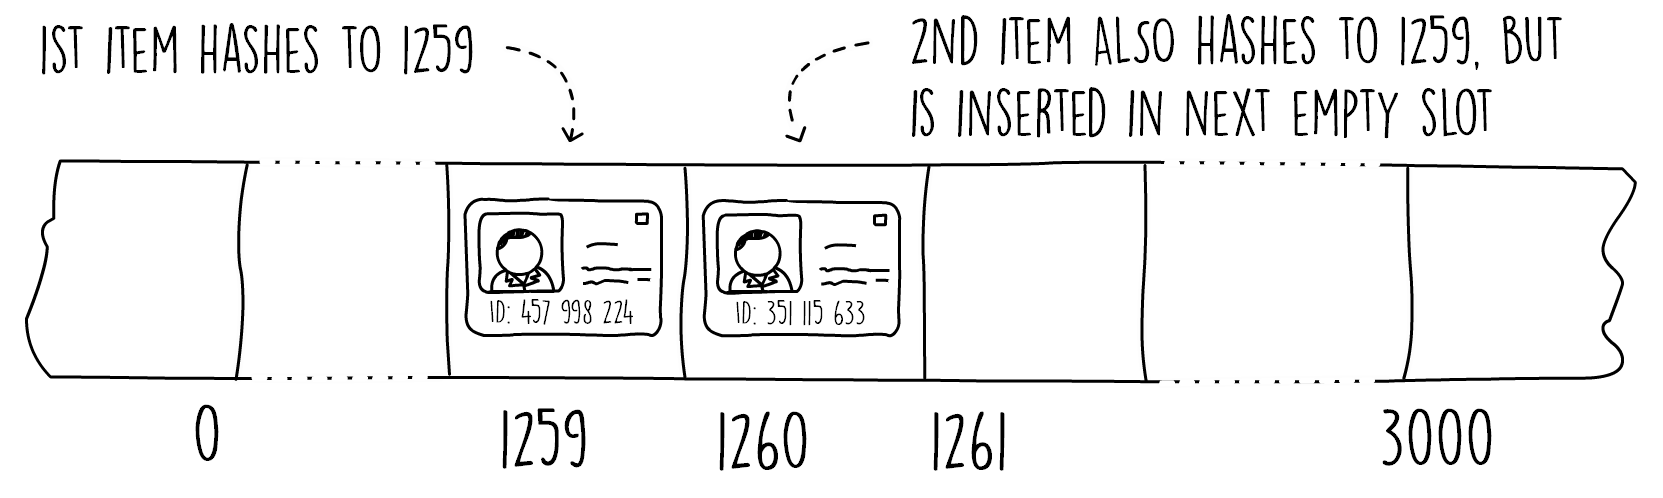 1ST ITEM HASHES TO 1259
2ND ITEM ALSO HASHES TO 1259, BUT
IS INSERTED IN NEXT EMPTY SLOT
ID: 457 998 224
ID: 351 115 633
0
1259
1260
1261
3000